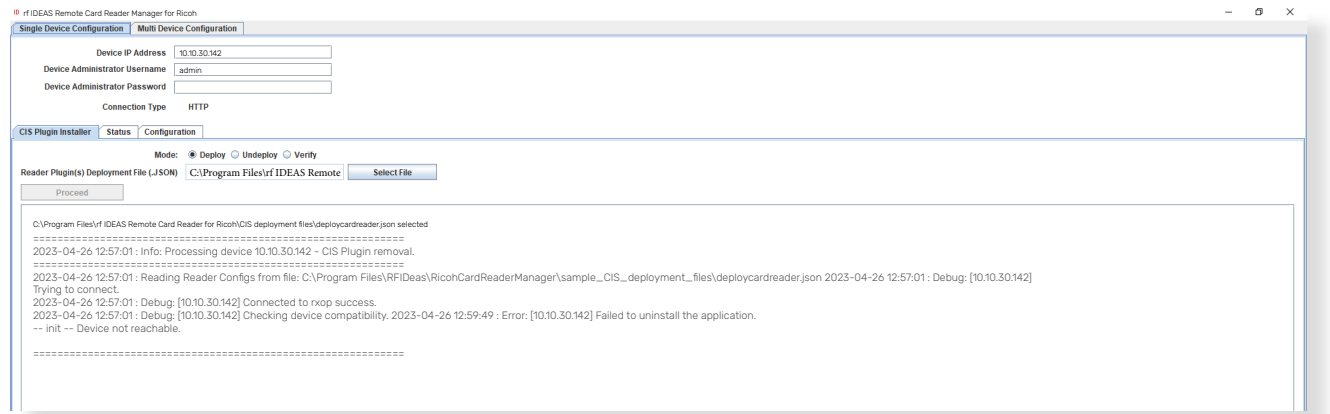 ID rf IDEAS Remote Card Reader Manager for Ricoh
Single Device Configuration Multi Device Configuration
Device IP Address 10.10.30.142
Device Administrator Username admin
Device Administrator Password
Connection Type HTTP
CIS Plugin Installer Status Configuration
Mode: Deploy Undeploy Verify
Reader Plugin(s) Deployment File (.JSON) C:\Program Files\rf IDEAS Remote Select File
Proceed
C:\Program Files\rf IDEAS Remote Card Reader for Ricoh\CIS deployment files\deploycardreader.json selected
=============================================================
2023-04-26 12:57:01 : Info: Processing device 10.10.30.142 - CIS Plugin removal.
=============================================================
2023-04-26 12:57:01 : Reading Reader Configs from file: C:\Program Files\RFIDeas\RicohCardReaderManager\sample_CIS_deployment_files\deploycardreader.json 2023-04-26 12:57:01 : Debug: [10.10.30.142]
Trying to connect.
2023-04-26 12:57:01 : Debug: [10.10.30.142] Connected to rxop success.
2023-04-26 12:57:01 : Debug: [10.10.30.142] Checking device compatibility. 2023-04-26 12:59:49 : Error: [10.10.30.142] Failed to uninstall the application.
-- init -- Device not reachable.
=============================================================